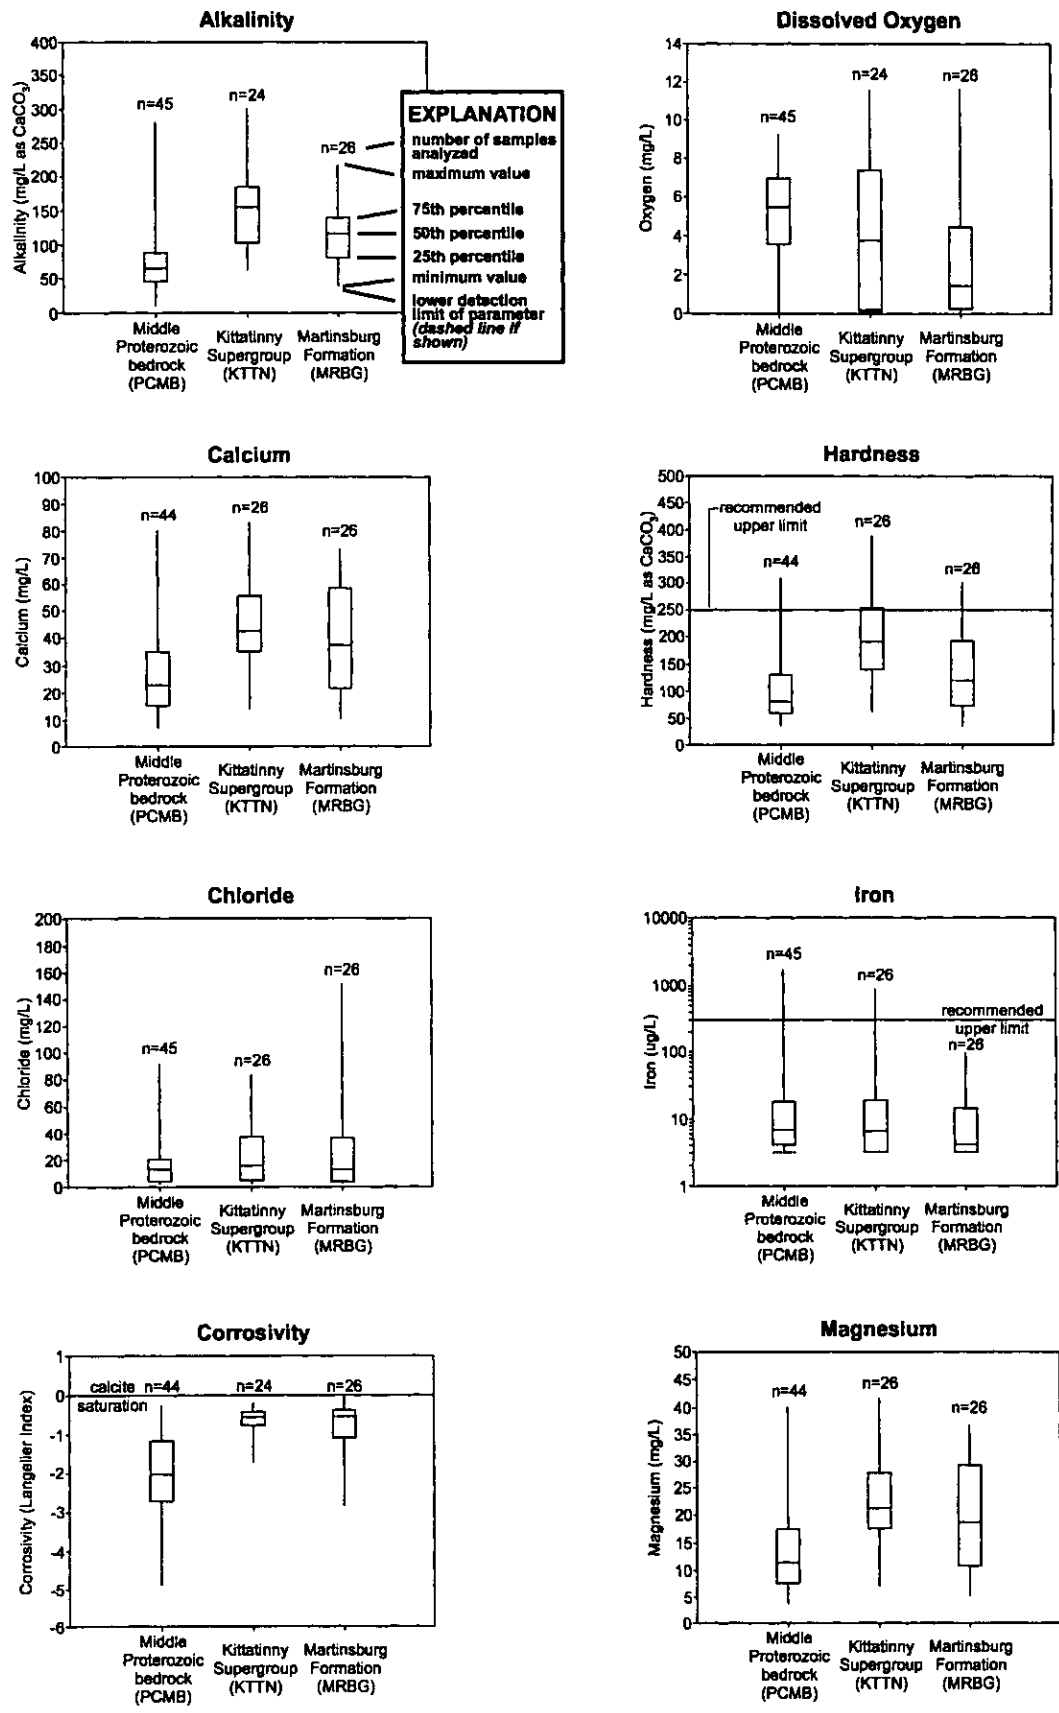 Alkalinity
400
350
300
250
200
150
100
50
0
Alkalinity (mg/L as CaCO3)
n=45
n=24
n=26
Middle
Proterozoic
bedrock
(PCMB)
Kittatinny
Supergroup
(KTTN)
Martinsburg
Formation
(MRBG)
EXPLANATION
number of samples
analyzed
maximum value
75th percentile
50th percentile
25th percentile
minimum value
lower detection
limit of parameter
(dashed line if
shown)
Dissolved Oxygen
14
12
10
8
6
4
2
0
Oxygen (mg/L)
n=45
n=24
n=26
Middle
Proterozoic
bedrock
(PCMB)
Kittatinny
Supergroup
(KTTN)
Martinsburg
Formation
(MRBG)
Calcium
100
90
80
70
60
50
40
30
20
10
0
Calcium (mg/L)
n=44
n=26
n=26
Middle
Proterozoic
bedrock
(PCMB)
Kittatinny
Supergroup
(KTTN)
Martinsburg
Formation
(MRBG)
Hardness
500
450
400
350
300
250
200
150
100
50
0
Hardness (mg/L as CaCO3)
recommended
upper limit
n=44
n=26
n=26
Middle
Proterozoic
bedrock
(PCMB)
Kittatinny
Supergroup
(KTTN)
Martinsburg
Formation
(MRBG)
Chloride
200
180
160
140
120
100
80
60
40
20
0
Chloride (mg/L)
n=45
n=26
n=26
Middle
Proterozoic
bedrock
(PCMB)
Kittatinny
Supergroup
(KTTN)
Martinsburg
Formation
(MRBG)
Iron
10000
1000
100
10
1
Iron (ug/L)
n=45
n=26
recommended
upper limit
n=26
Middle
Proterozoic
bedrock
(PCMB)
Kittatinny
Supergroup
(KTTN)
Martinsburg
Formation
(MRBG)
Corrosivity
1
0
-1
-2
-3
-4
-5
-6
Corrosivity (Langelier Index)
calcite
saturation
n=44
n=24
n=26
Middle
Proterozoic
bedrock
(PCMB)
Kittatinny
Supergroup
(KTTN)
Martinsburg
Formation
(MRBG)
Magnesium
50
45
40
35
30
25
20
15
10
5
0
Magnesium (mg/L)
n=44
n=26
n=26
Middle
Proterozoic
bedrock
(PCMB)
Kittatinny
Supergroup
(KTTN)
Martinsburg
Formation
(MRBG)